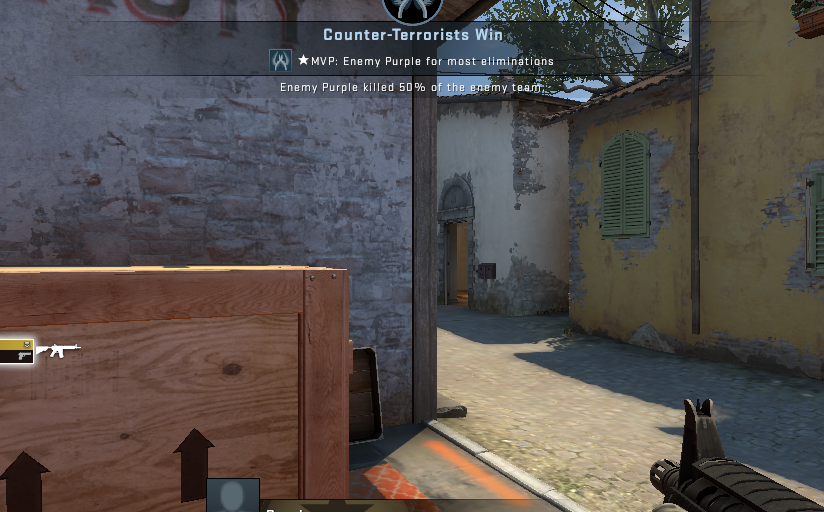 Counter-Terrorists Win
★MVP: Enemy Purple for most eliminations
Enemy Purple killed 50% of the enemy team.